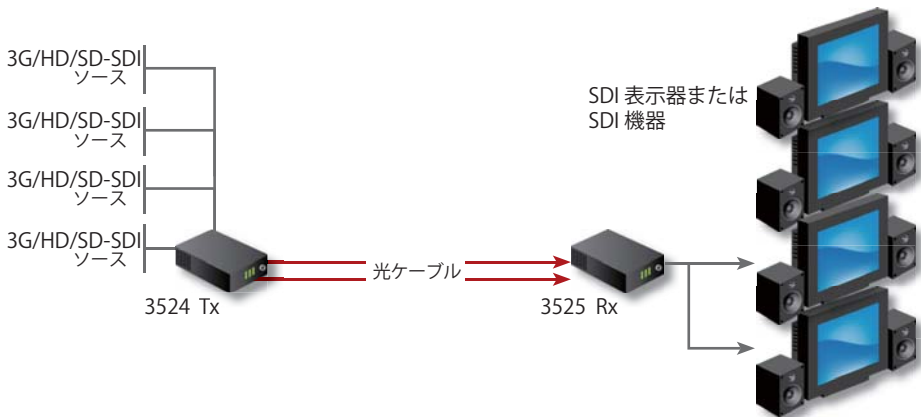 3G/HD/SD-SDI
ソース
3G/HD/SD-SDI
ソース
3G/HD/SD-SDI
ソース
3G/HD/SD-SDI
ソース
3524 Tx
光ケーブル
3525 Rx
SDI 表示器または
SDI 機器